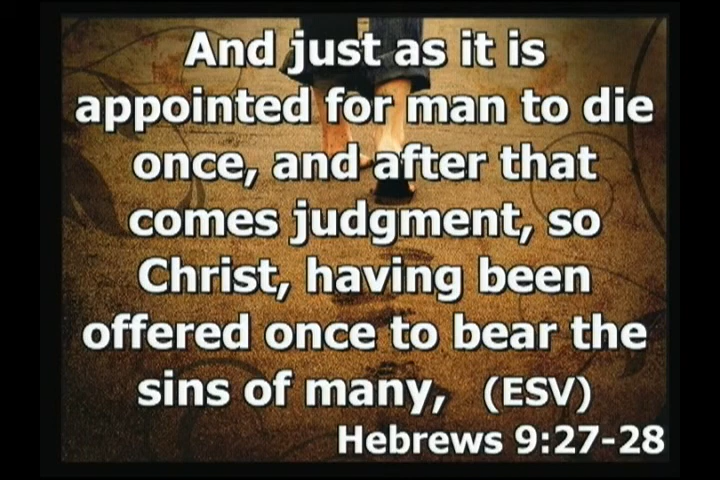 And just as it is
appointed for man to die
once, and after that
comes judgment, so
Christ, having been
offered once to bear the
sins of many, (ESV)
Hebrews 9:27-28